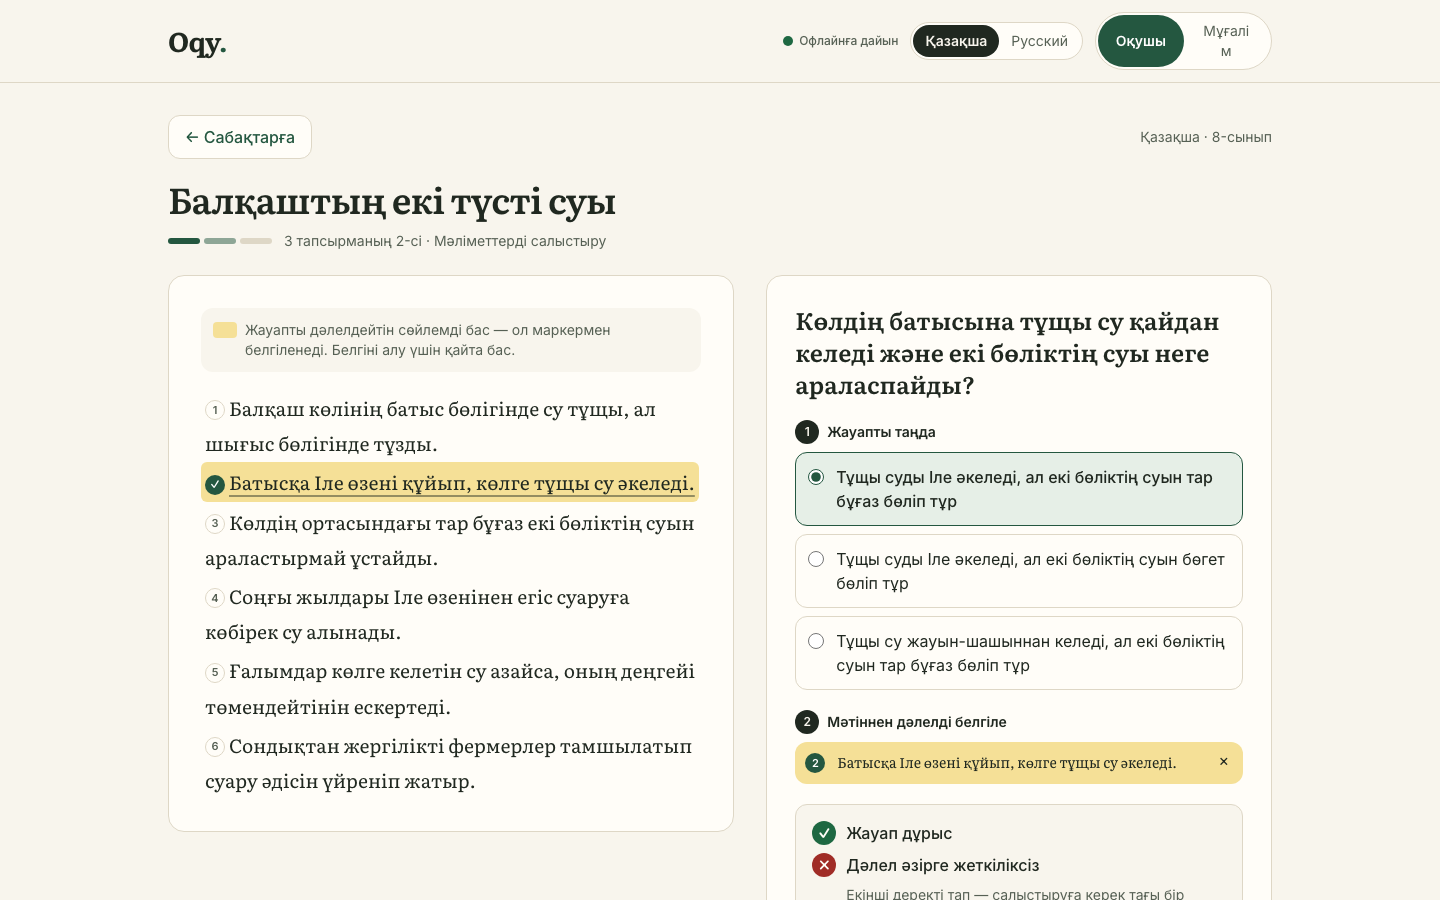 Oqy.
Офлайнға дайын
Қазақша
Русский
Оқушы
Мұғалі
м
← Сабақтарға
Қазақша · 8-сынып
Балқаштың екі түсті суы
3 тапсырманың 2-сі · Мәліметтерді салыстыру
Жауапты дәлелдейтін сөйлемді бас — ол маркермен
белгіленеді. Белгіні алу үшін қайта бас.
1 Балқаш көлінің батыс бөлігінде су тұщы, ал
шығыс бөлігінде тұзды.
Батысқа Іле өзені құйып, көлге тұщы су әкеледі.
3 Көлдің ортасындағы тар бұғаз екі бөліктің суын
араластырмай ұстайды.
4 Соңғы жылдары Іле өзенінен егіс суаруға
көбірек су алынады.
5 Ғалымдар көлге келетін су азайса, оның деңгейі
төмендейтінін ескертеді.
6 Сондықтан жергілікті фермерлер тамшылатып
суару әдісін үйреніп жатыр.
Көлдің батысына тұщы су қайдан
келеді және екі бөліктің суы неге
араласпайды?
1 Жауапты таңда
Тұщы суды Іле әкеледі, ал екі бөліктің суын тар
бұғаз бөліп тұр
Тұщы суды Іле әкеледі, ал екі бөліктің суын бөгет
бөліп тұр
Тұщы су жауын-шашыннан келеді, ал екі бөліктің
суын тар бұғаз бөліп тұр
2 Мәтіннен дәлелді белгіле
2 Батысқа Іле өзені құйып, көлге тұщы су әкеледі. ×
Жауап дұрыс
Дәлел әзірге жеткіліксіз
Екінші деректі тап — салыстыруға керек тағы бір